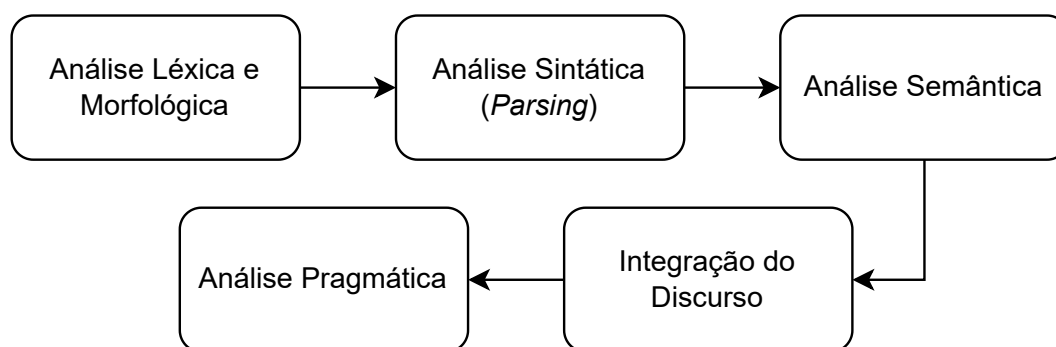 Análise Léxica e
Morfológica
Análise Sintática
(Parsing)
Análise Semântica
Integração do
Discurso
Análise Pragmática